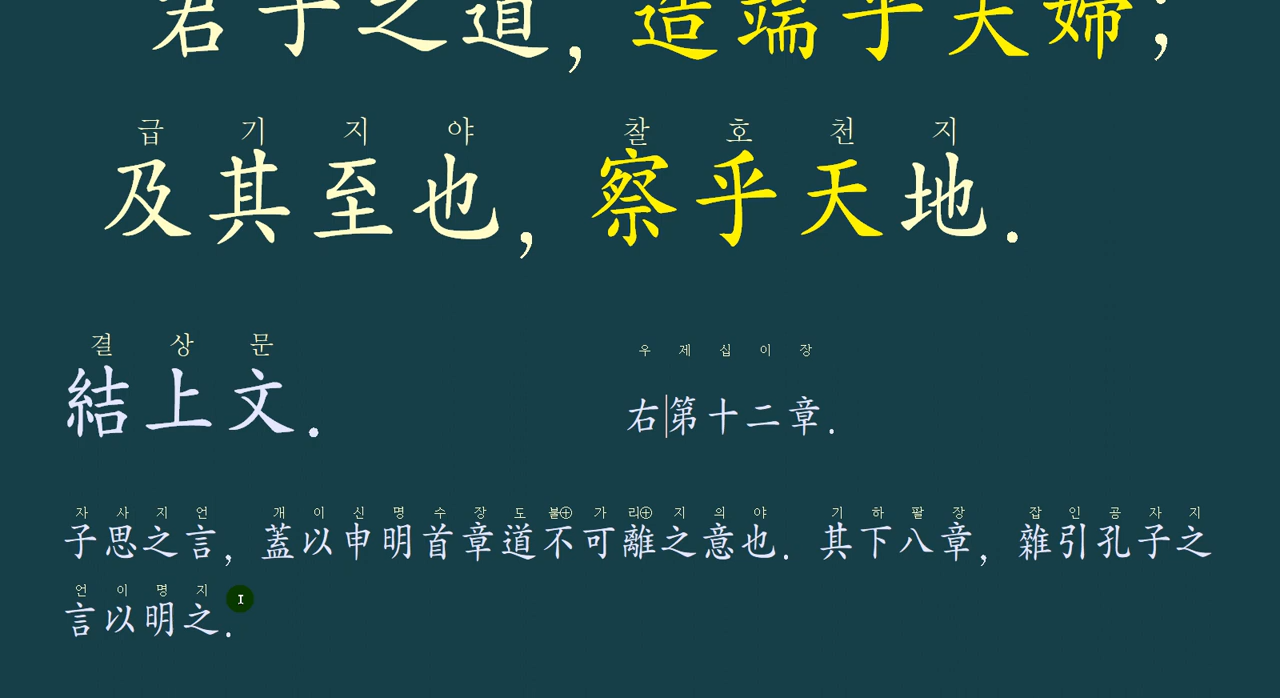 君子之道, 造端乎夫婦;
급 기 지 야 찰 호 천 지
及其至也, 察乎天地.
결 상 문
結上文.
우 제 십 이 장
右第十二章.
자 사 지 언 개 이 신 명 수 장 도 불⊕ 가 리⊕ 지 의 야 기 하 팔 장 잡 인 공 자 지
子思之言, 蓋以申明首章道不可離之意也. 其下八章, 雜引孔子之
언 이 명 지
言以明之.